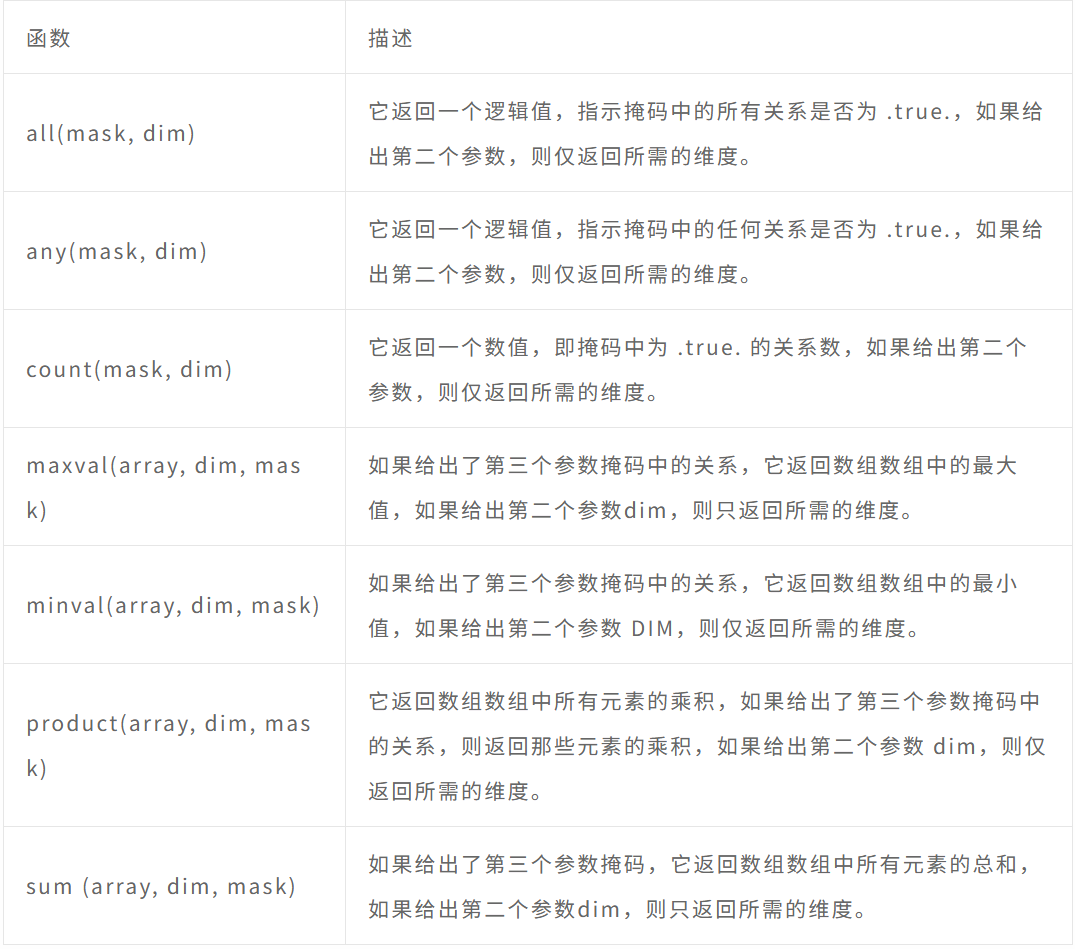 函数
描述
all(mask, dim)
它返回一个逻辑值，指示掩码中的所有关系是否为 .true.，如果给
出第二个参数，则仅返回所需的维度。
any(mask, dim)
它返回一个逻辑值，指示掩码中的任何关系是否为 .true.，如果给
出第二个参数，则仅返回所需的维度。
count(mask, dim)
它返回一个数值，即掩码中为 .true. 的关系数，如果给出第二个
参数，则仅返回所需的维度。
maxval(array, dim, mas
k)
如果给出了第三个参数掩码中的关系，它返回数组数组中的最大
值，如果给出第二个参数dim，则只返回所需的维度。
minval(array, dim, mask)
如果给出了第三个参数掩码中的关系，它返回数组数组中的最小
值，如果给出第二个参数 DIM，则仅返回所需的维度。
product(array, dim, mas
k)
它返回数组数组中所有元素的乘积，如果给出了第三个参数掩码中
的关系，则返回那些元素的乘积，如果给出第二个参数 dim，则仅
返回所需的维度。
sum (array, dim, mask)
如果给出了第三个参数掩码，它返回数组数组中所有元素的总和，
如果给出第二个参数dim，则只返回所需的维度。